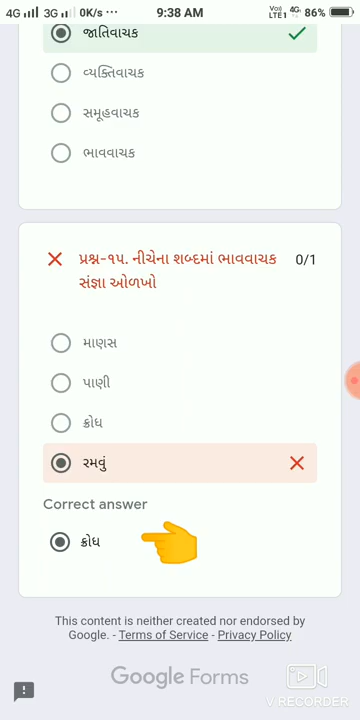 4G 3G 0K/s ··· 9:38 AM Vo) LTE1 4G 86%
જાતિવાચક
વ્યક્તિવાચક
સમૂહવાચક
ભાવવાચક
પ્રશ્ન-૧૫. નીચેના શબ્દમાં ભાવવાચક 0/1
સંજ્ઞા ઓળખો
માણસ
પાણી
ક્રોધ
રમવું
Correct answer
ક્રોધ
This content is neither created nor endorsed by
Google. - Terms of Service - Privacy Policy
Google Forms
V RECORDER